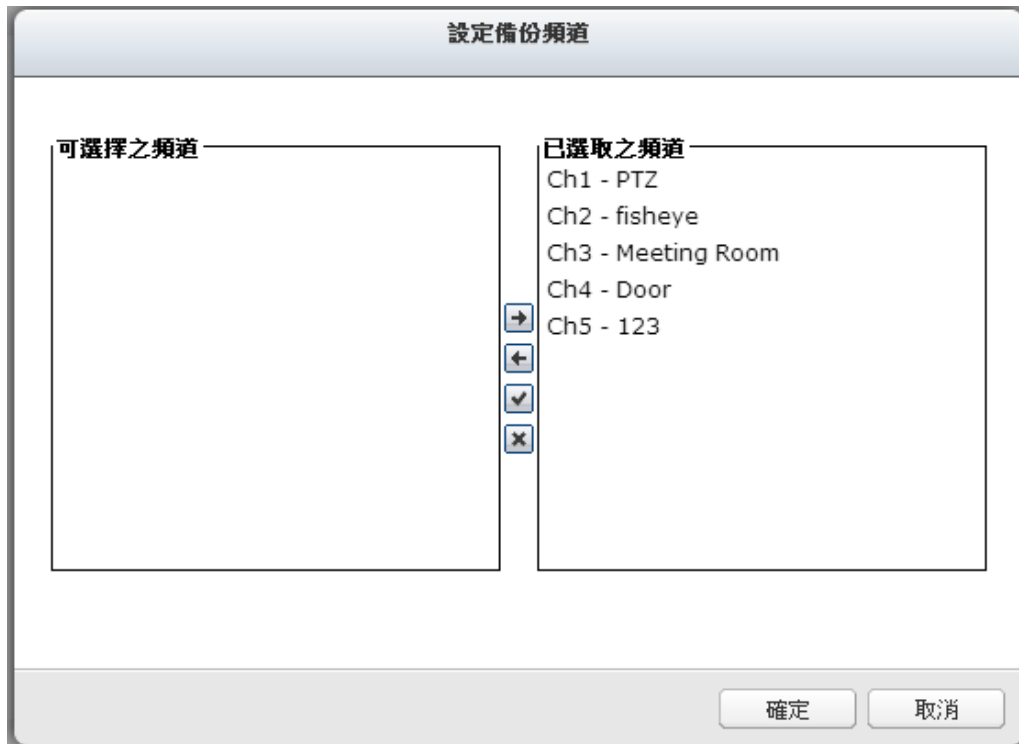 設定備份頻道
可選擇之頻道
已選取之頻道
Ch1 - PTZ
Ch2 - fisheye
Ch3 - Meeting Room
Ch4 - Door
Ch5 - 123
確定
取消